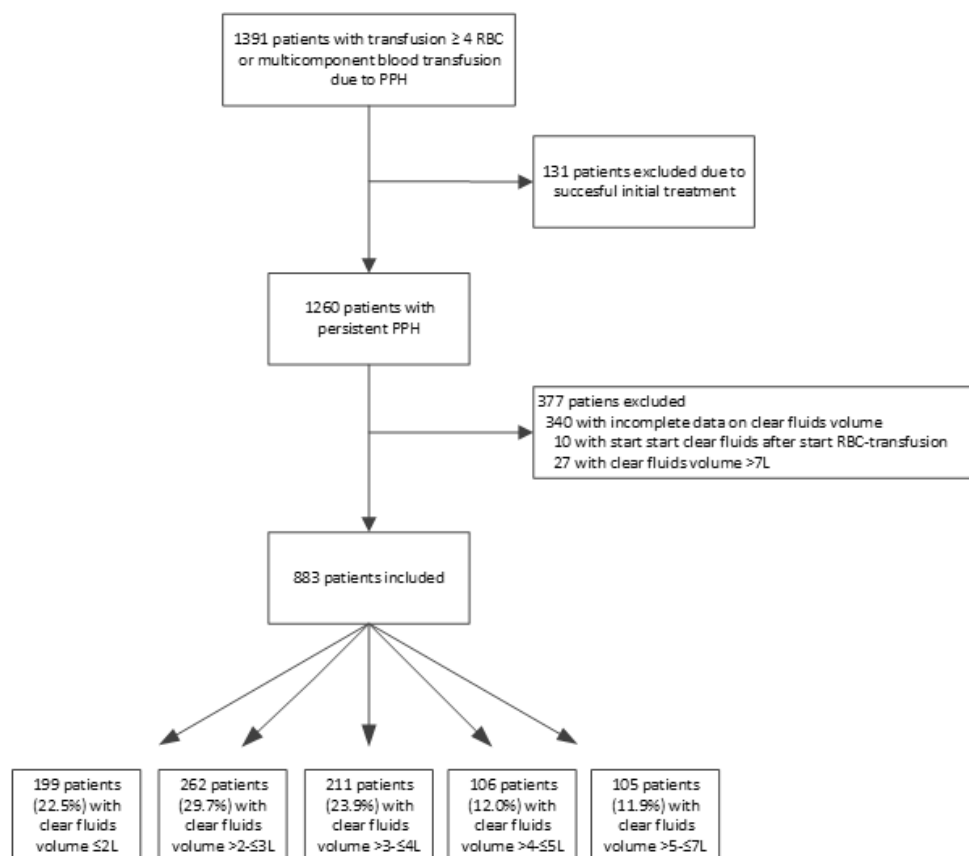 1391 patients with transfusion ≥ 4 RBC
or multicomponent blood transfusion
due to PPH
131 patients excluded due to
succesful initial treatment
1260 patients with
persistent PPH
377 patiens excluded
340 with incomplete data on clear fluids volume
10 with start start clear fluids after start RBC-transfusion
27 with clear fluids volume >7L
883 patients included
199 patients
(22.5%) with
clear fluids
volume ≤2L
262 patients
(29.7%) with
clear fluids
volume >2-≤3L
211 patients
(23.9%) with
clear fluids
volume >3-≤4L
106 patients
(12.0%) with
clear fluids
volume >4-≤5L
105 patients
(11.9%) with
clear fluids
volume >5-≤7L